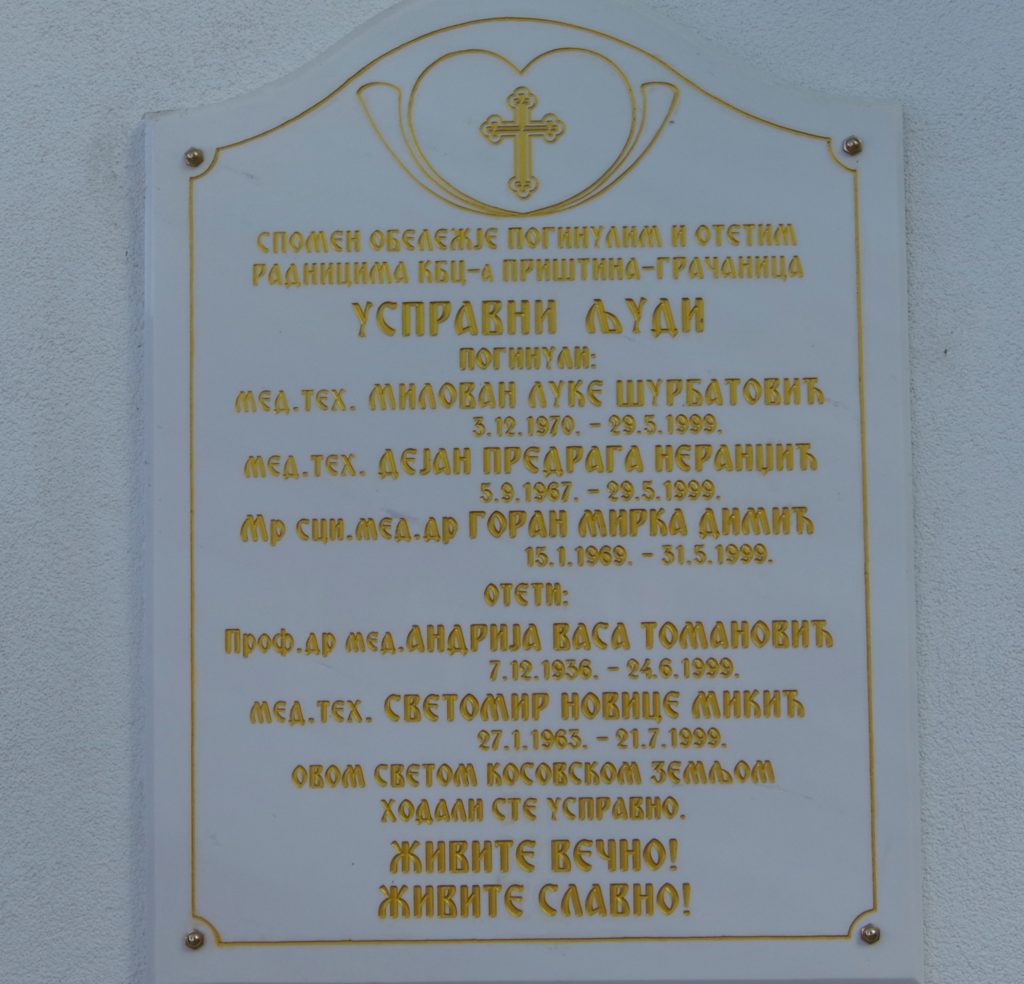 СПОМЕН ОБЕЛЕЖЈЕ ПОГИНУЛИМ И ОТЕТИМ
РАДНИЦИМА КБЦ-а ПРИШТИНА-ГРАЧАНИЦА
УСПРАВНИ ЉУДИ
ПОГИНУЛИ:
МЕД.ТЕХ. МИЛОВАН ЛУКЕ ШУРБАТОВИЋ
3.12.1970. - 29.5.1999.
МЕД.ТЕХ. ДЕЈАН ПРЕДРАГА НЕРАНЏИЋ
5.9.1967. - 29.5.1999.
Мр сци.мед.др ГОРАН МИРКА ДИМИЋ
15.1.1969. - 31.5.1999.
ОТЕТИ:
Проф.др мед.АНДРИЈА ВАСА ТОМАНОВИЋ
7.12.1936. - 24.6.1999.
МЕД.ТЕХ. СВЕТОМИР НОВИЦЕ МИКИЋ
27.1.1963. - 21.7.1999.
ОВОМ СВЕТОМ КОСОВСКОМ ЗЕМЉОМ
ХОДАЛИ СТЕ УСПРАВНО.
ЖИВИТЕ ВЕЧНО!
ЖИВИТЕ СЛАВНО!